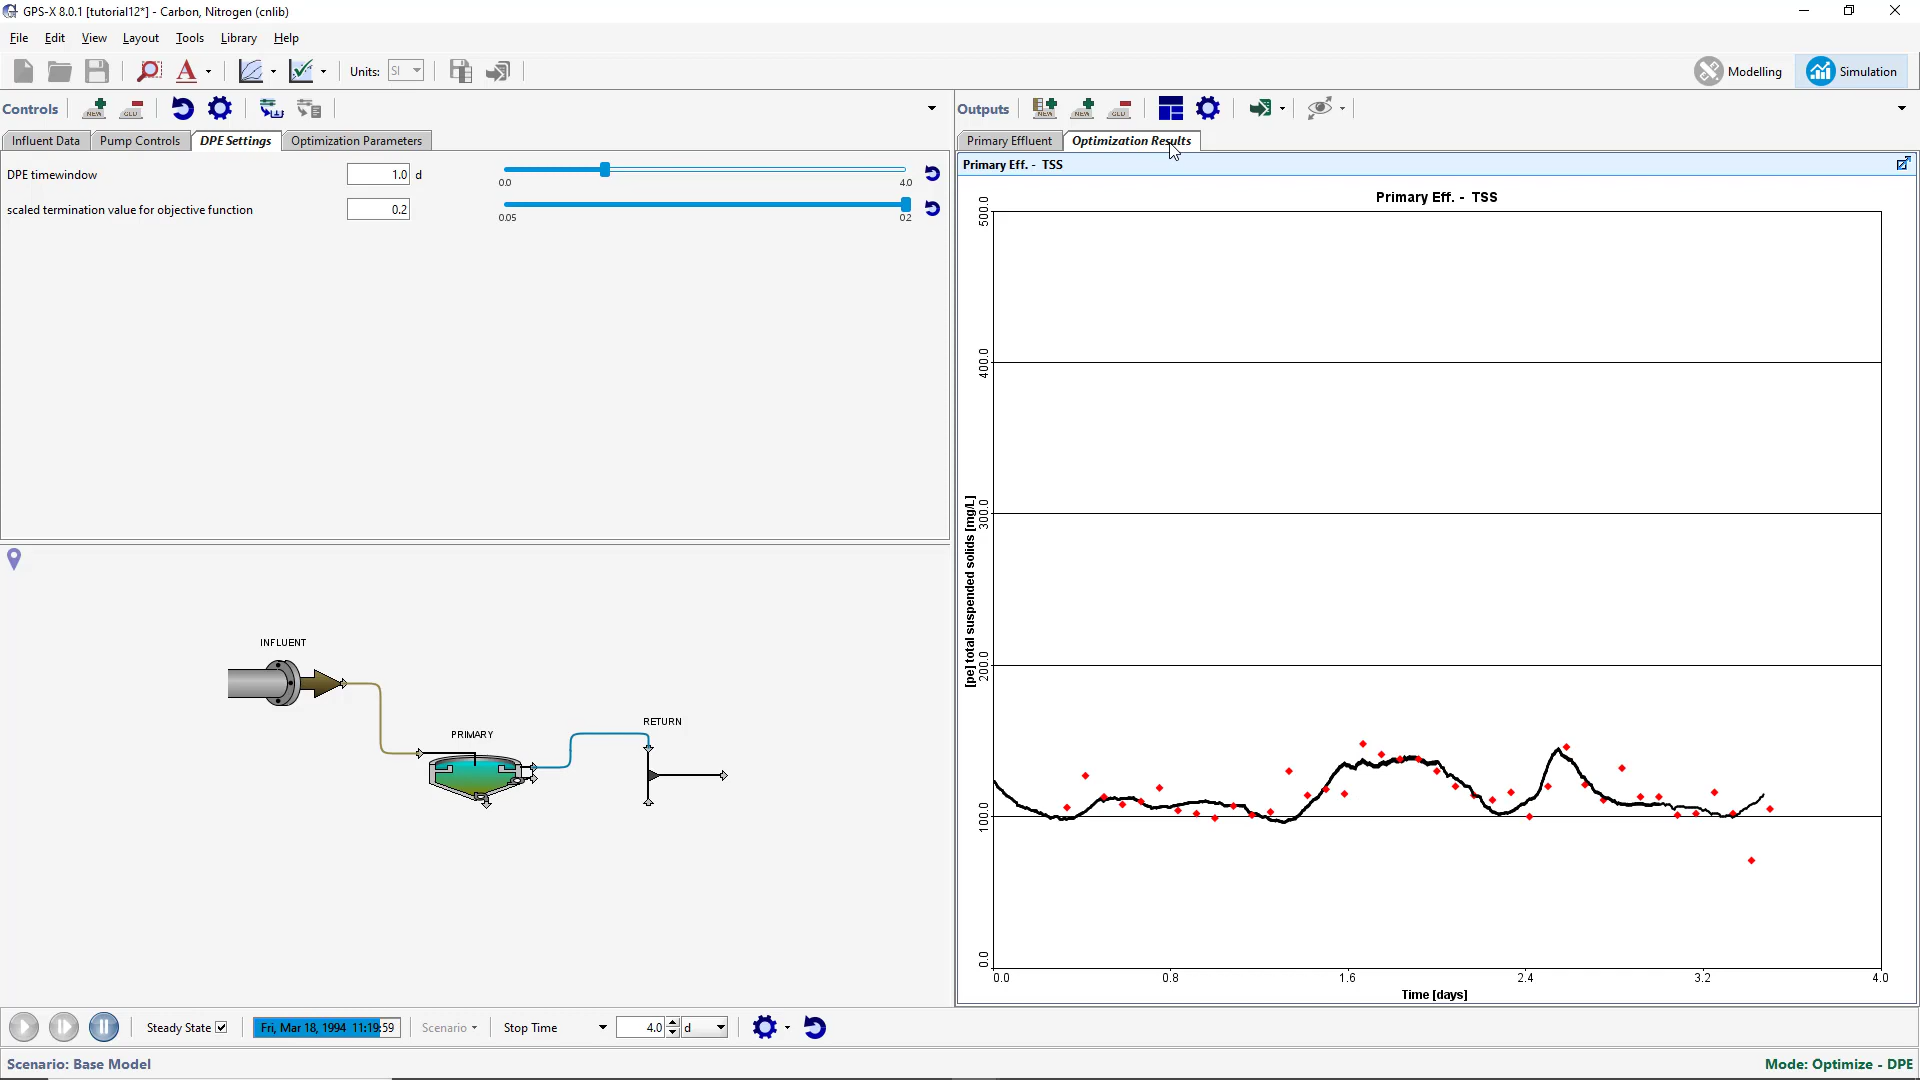 GPS-X 8.0.1 [tutorial12*] - Carbon, Nitrogen (cnlib)
File Edit View Layout Tools Library Help
Units: SI Modelling Simulation
Controls NEW OLD
Influent Data Pump Controls DPE Settings Optimization Parameters
DPE timewindow 1.0 d 0.0 4.0
scaled termination value for objective function 0.2 0.05 0.2
INFLUENT
PRIMARY
RETURN
Outputs NEW NEW OLD
Primary Effluent Optimization Results
Primary Eff. - TSS
Primary Eff. - TSS
500.0
400.0
300.0
200.0
100.0
0.0
[pe] total suspended solids [mg/L]
0.0 0.8 1.6 2.4 3.2 4.0
Time [days]
Steady State Fri, Mar 18, 1994 11:19:59 Scenario Stop Time 4.0 d
Scenario: Base Model Mode: Optimize - DPE